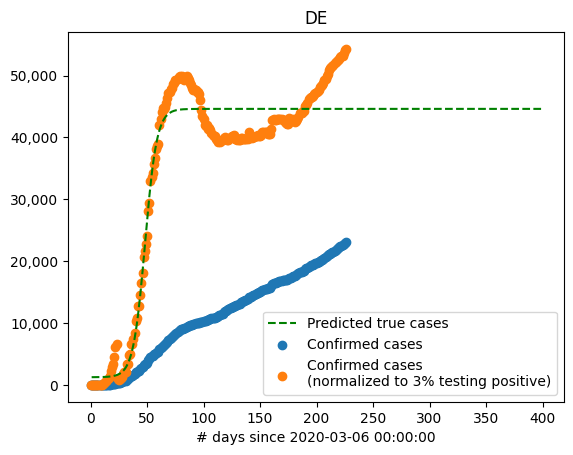 DE
50,000
40,000
30,000
20,000
10,000
0
Predicted true cases
Confirmed cases
Confirmed cases
(normalized to 3% testing positive)
0 50 100 150 200 250 300 350 400
# days since 2020-03-06 00:00:00